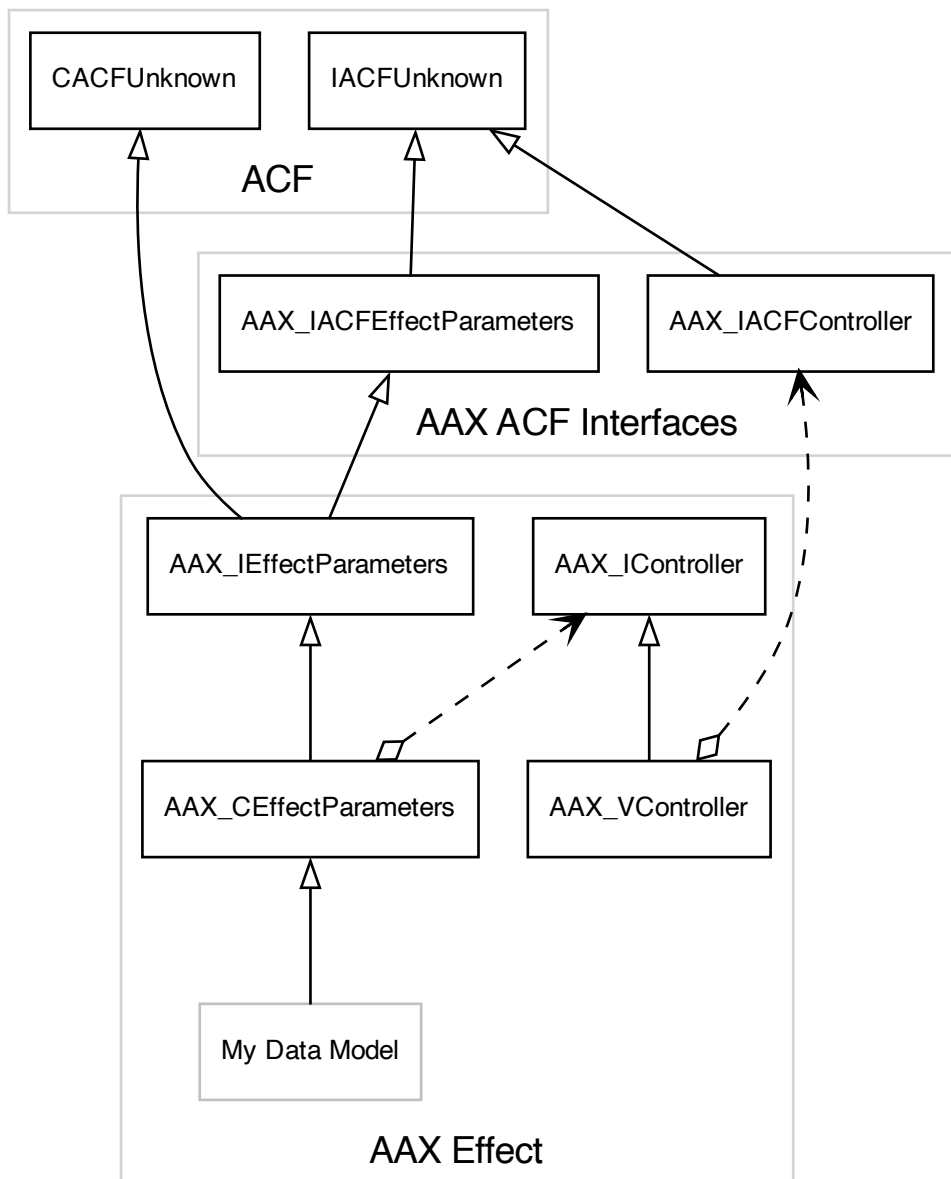 CACFUnknown
IACFUnknown
ACF
AAX_IACFEffectParameters
AAX_IACFController
AAX ACF Interfaces
AAX_IEffectParameters
AAX_IController
AAX_CEffectParameters
AAX_VController
My Data Model
AAX Effect